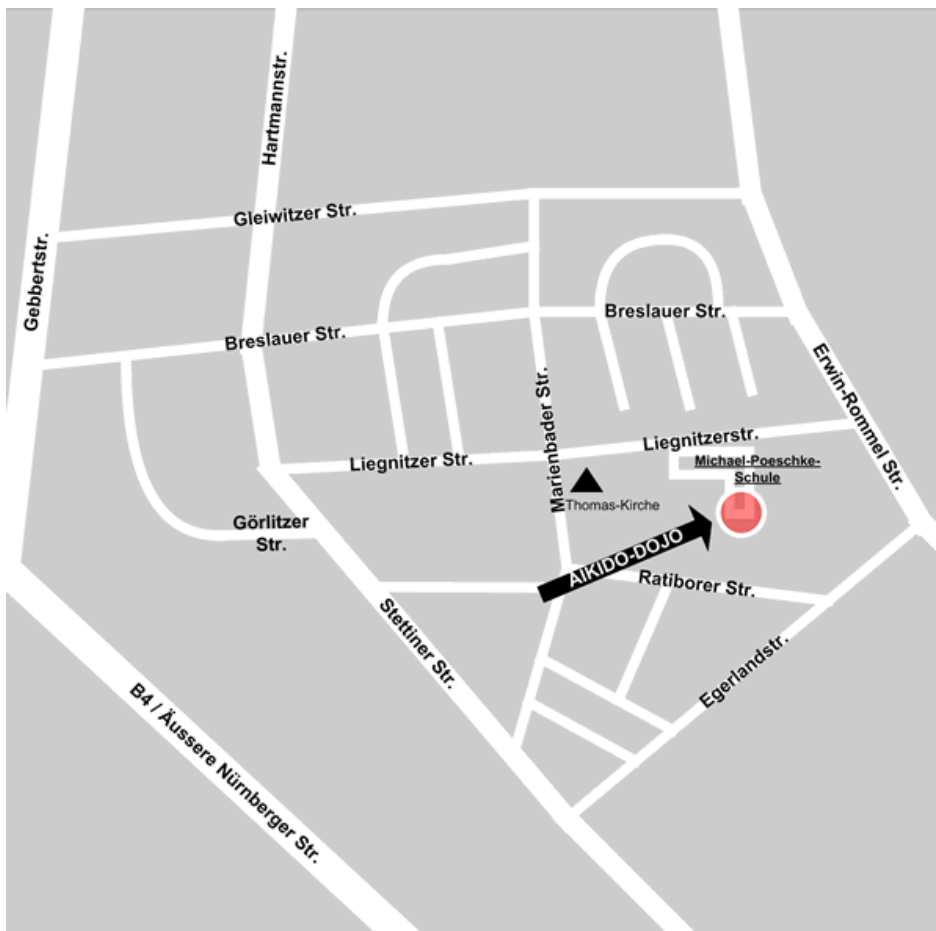 Hartmannstr.
Gleiwitzer Str.
Gebbertstr.
Breslauer Str.
Breslauer Str.
Erwin-Rommel Str.
Marienbader Str.
Liegnitzerstr.
Liegnitzer Str.
Michael-Poeschke-
Schule
Thomas-Kirche
Görlitzer
Str.
AIKIDO-DOJO
Ratiborer Str.
Stettiner Str.
Egerlandstr.
B4 / Äussere Nürnberger Str.